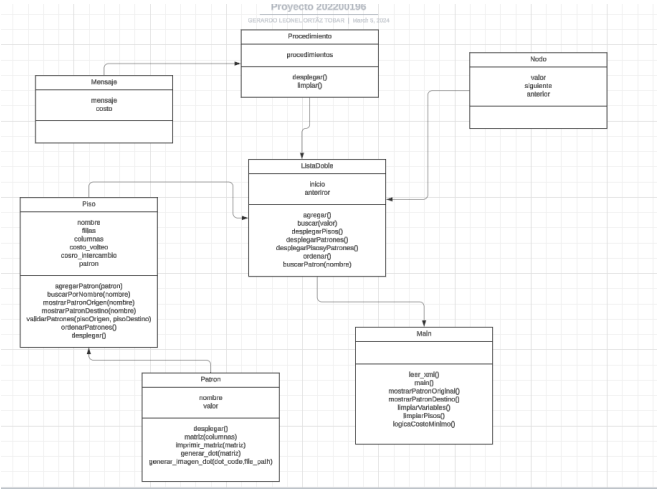 Proyecto 202200196
GERARDO LEONEL ORTÍZ TOBAR | March 9, 2024
Procedimiento
procedimientos
desplegar()
limpiar()
Nodo
valor
siguiente
anterior
Mensaje
mensaje
costo
ListaDoble
inicio
anteriror
agregar()
buscar(valor)
desplegarPisos()
desplegarPatrones()
desplegarPisosyPatrones()
ordenar()
buscarPatron(nombre)
Piso
nombre
filas
columnas
costo_volteo
cosro_intercambio
patron
agregarPatron(patron)
buscarPorNombre(nombre)
mostrarPatronOrigen(nombre)
mostrarPatronDestino(nombre)
validarPatrones(pisoOrigen, pisoDestino)
ordenarPatrones()
desplegar()
Main
leer_xml()
main()
mostrarPatronOriginal()
mostrarPatronDestino()
limpiarVariables()
limpiarPisos()
logicaCostoMinimo()
Patron
nombre
valor
desplegar()
matriz(columnas)
imprimir_matriz(matriz)
generar_dot(matriz)
generar_imagen_dot(dot_code,file_path)